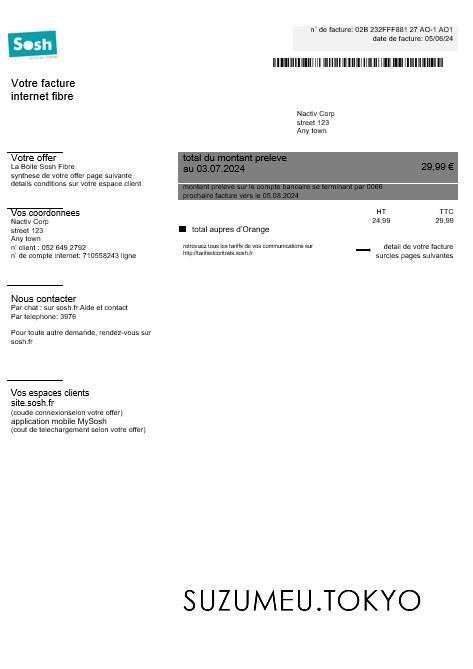 Sosh
n° de facture: 02B 232FFF881 27 AO-1 AO1
date de facture: 05/06/24
Votre facture
internet fibre
Nactiv Corp
street 123
Any town
Votre offer
La Boite Sosh Fibre
synthese de votre offer page suivante
details conditions sur votre espace client
total du montant preleve
au 03.07.2024
29,99 €
montant preleve sur le compte bancaire se terminant par 0066
prochaire facture vers le 05.08.2024
Vos coordonnees
Nactiv Corp
street 123
Any town
n° client : 052 649 2792
n° de compte internet: 710558243 ligne
HT TTC
24,99 29,99
total aupres d'Orange
retrouvez tous les tarifs de vos communications sur
http://tarifsetcontrats.sosh.fr
detail de votre facture
surcies pages suivantes
Nous contacter
Par chat : sur sosh.fr Aide et contact
Par telephone: 3976
Pour toute autre demande, rendez-vous sur
sosh.fr
Vos espaces clients
site.sosh.fr
(coude connexionselon votre offer)
application mobile MySosh
(cout de telechargement selon votre offer)
SUZUMEU.TOKYO